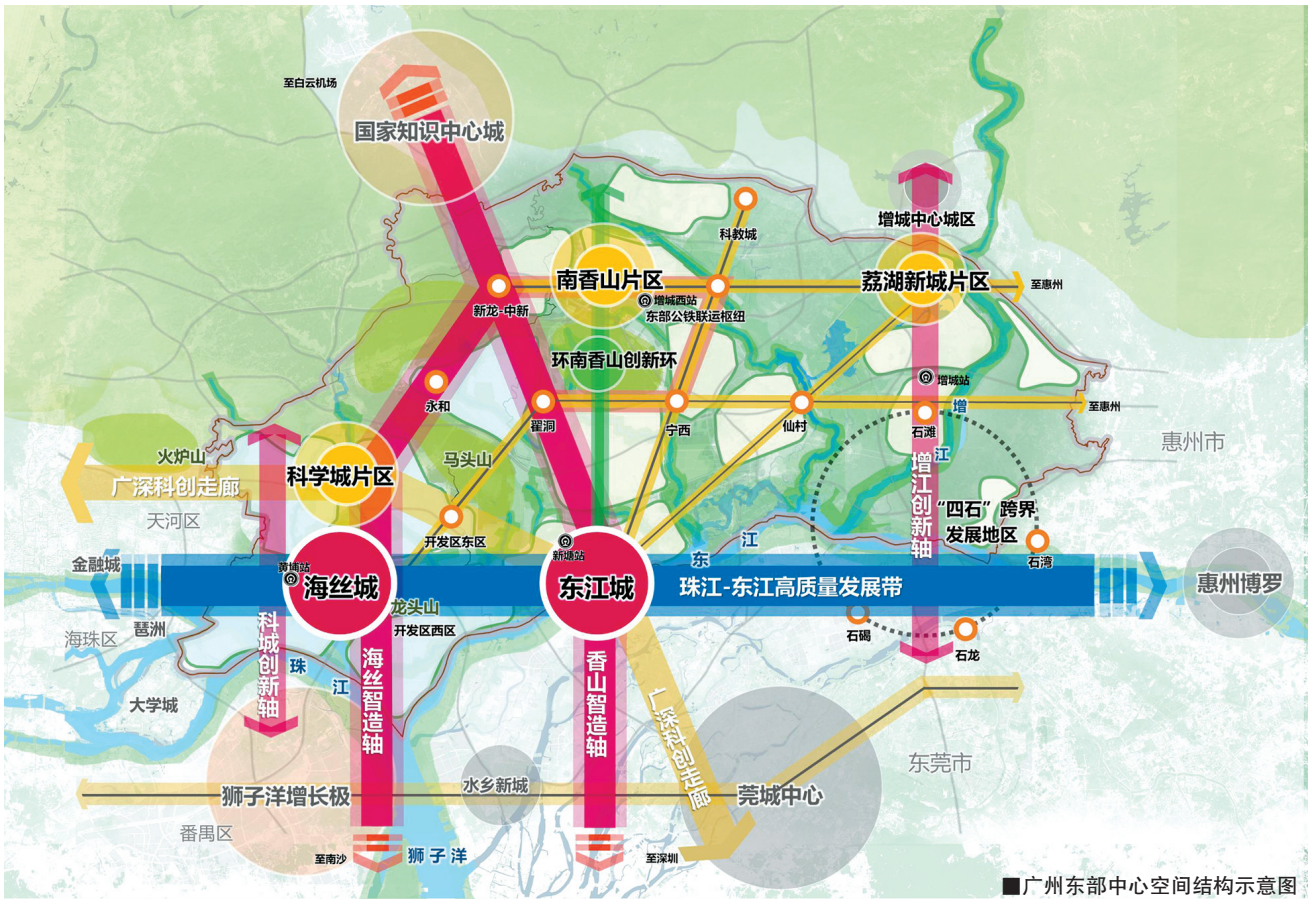 至白云机场
国家知识中心城
科教城
增城中心城区
南香山片区
荔湖新城片区
至惠州
增城西站
新龙-中新
东部公铁联运枢纽
环南香山创新环
永和
增城站
翟洞
宁西
仙村
石滩
增
江
至惠州
惠州市
火炉山
马头山
科学城片区
广深科创走廊
天河区
增江创新轴
“四石”跨界
发展地区
开发区东区
新塘站
东
江
石湾
金融城
黄埔站
海丝城
东江城
珠江-东江高质量发展带
惠州博罗
龙头山
开发区西区
琶洲
海珠区
石碣
石龙
科城创新轴
珠
江
海丝智造轴
香山智造轴
广深科创走廊
大学城
东莞市
水乡新城
狮子洋增长极
莞城中心
番禺区
至南沙
狮子洋
至深圳
■广州东部中心空间结构示意图